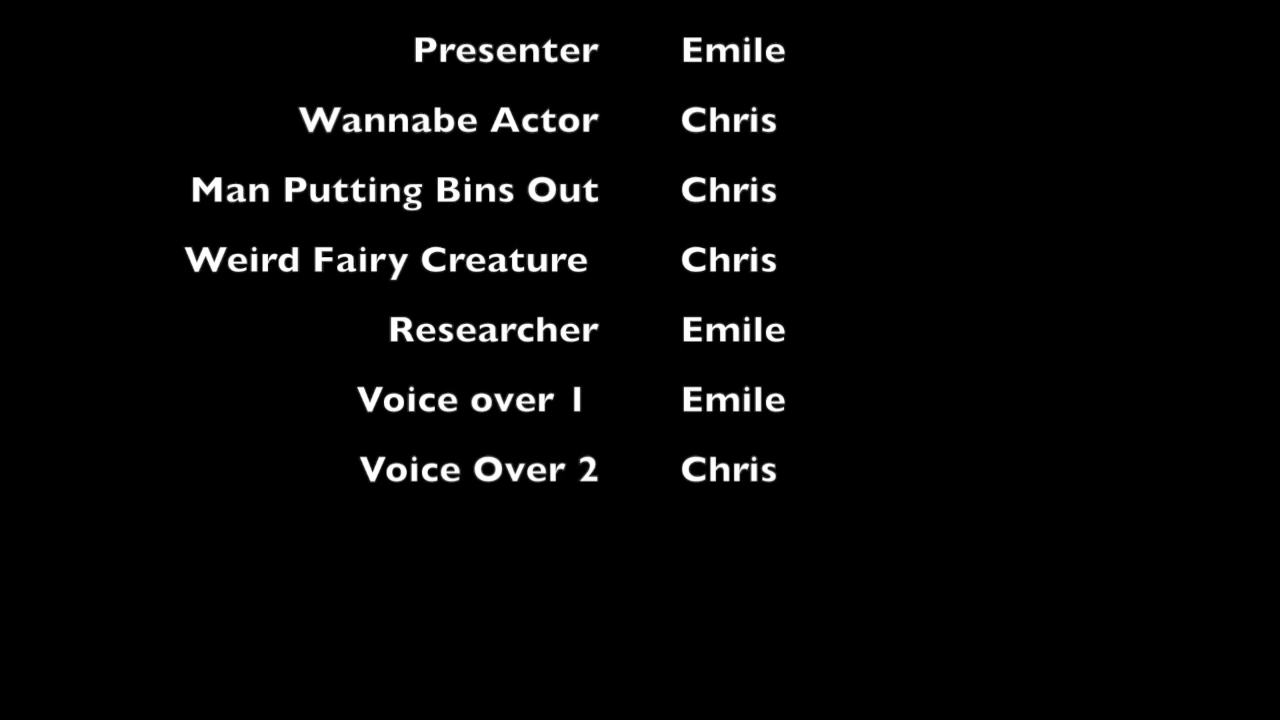 Presenter Emile
Wannabe Actor Chris
Man Putting Bins Out Chris
Weird Fairy Creature Chris
Researcher Emile
Voice over 1 Emile
Voice Over 2 Chris